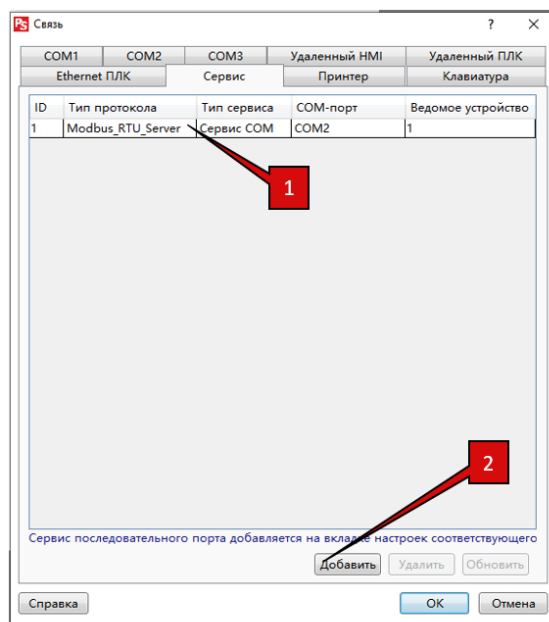 PS Связь ? ×
COM1 COM2 COM3 Удаленный HMI Удаленный ПЛК
Ethernet ПЛК Сервис Принтер Клавиатура
ID Тип протокола Тип сервиса COM-порт Ведомое устройство
1 Modbus_RTU_Server Сервис COM COM2 1
1
2
Сервис последовательного порта добавляется на вкладке настроек соответствующего
Добавить Удалить Обновить
Справка OK Отмена